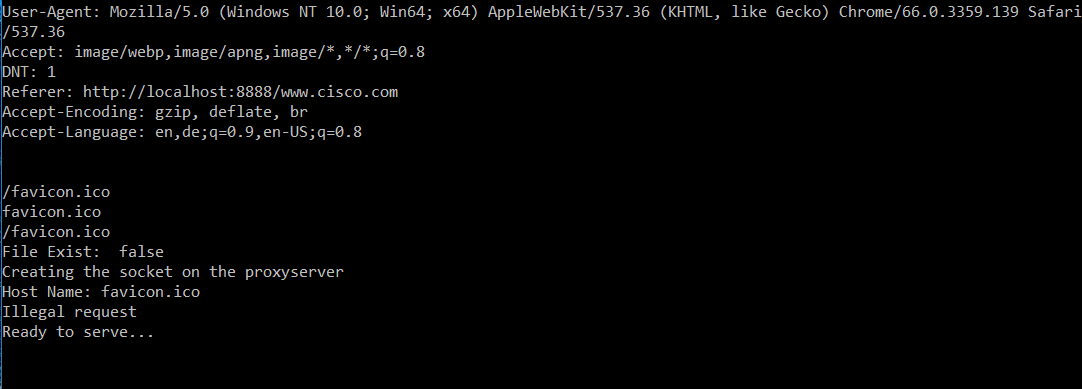 User-Agent: Mozilla/5.0 (Windows NT 10.0; Win64; x64) AppleWebKit/537.36 (KHTML, like Gecko) Chrome/66.0.3359.139 Safari
/537.36
Accept: image/webp,image/apng,image/*,*/*;q=0.8
DNT: 1
Referer: http://localhost:8888/www.cisco.com
Accept-Encoding: gzip, deflate, br
Accept-Language: en,de;q=0.9,en-US;q=0.8
/favicon.ico
favicon.ico
/favicon.ico
File Exist:  false
Creating the socket on the proxyserver
Host Name: favicon.ico
Illegal request
Ready to serve...